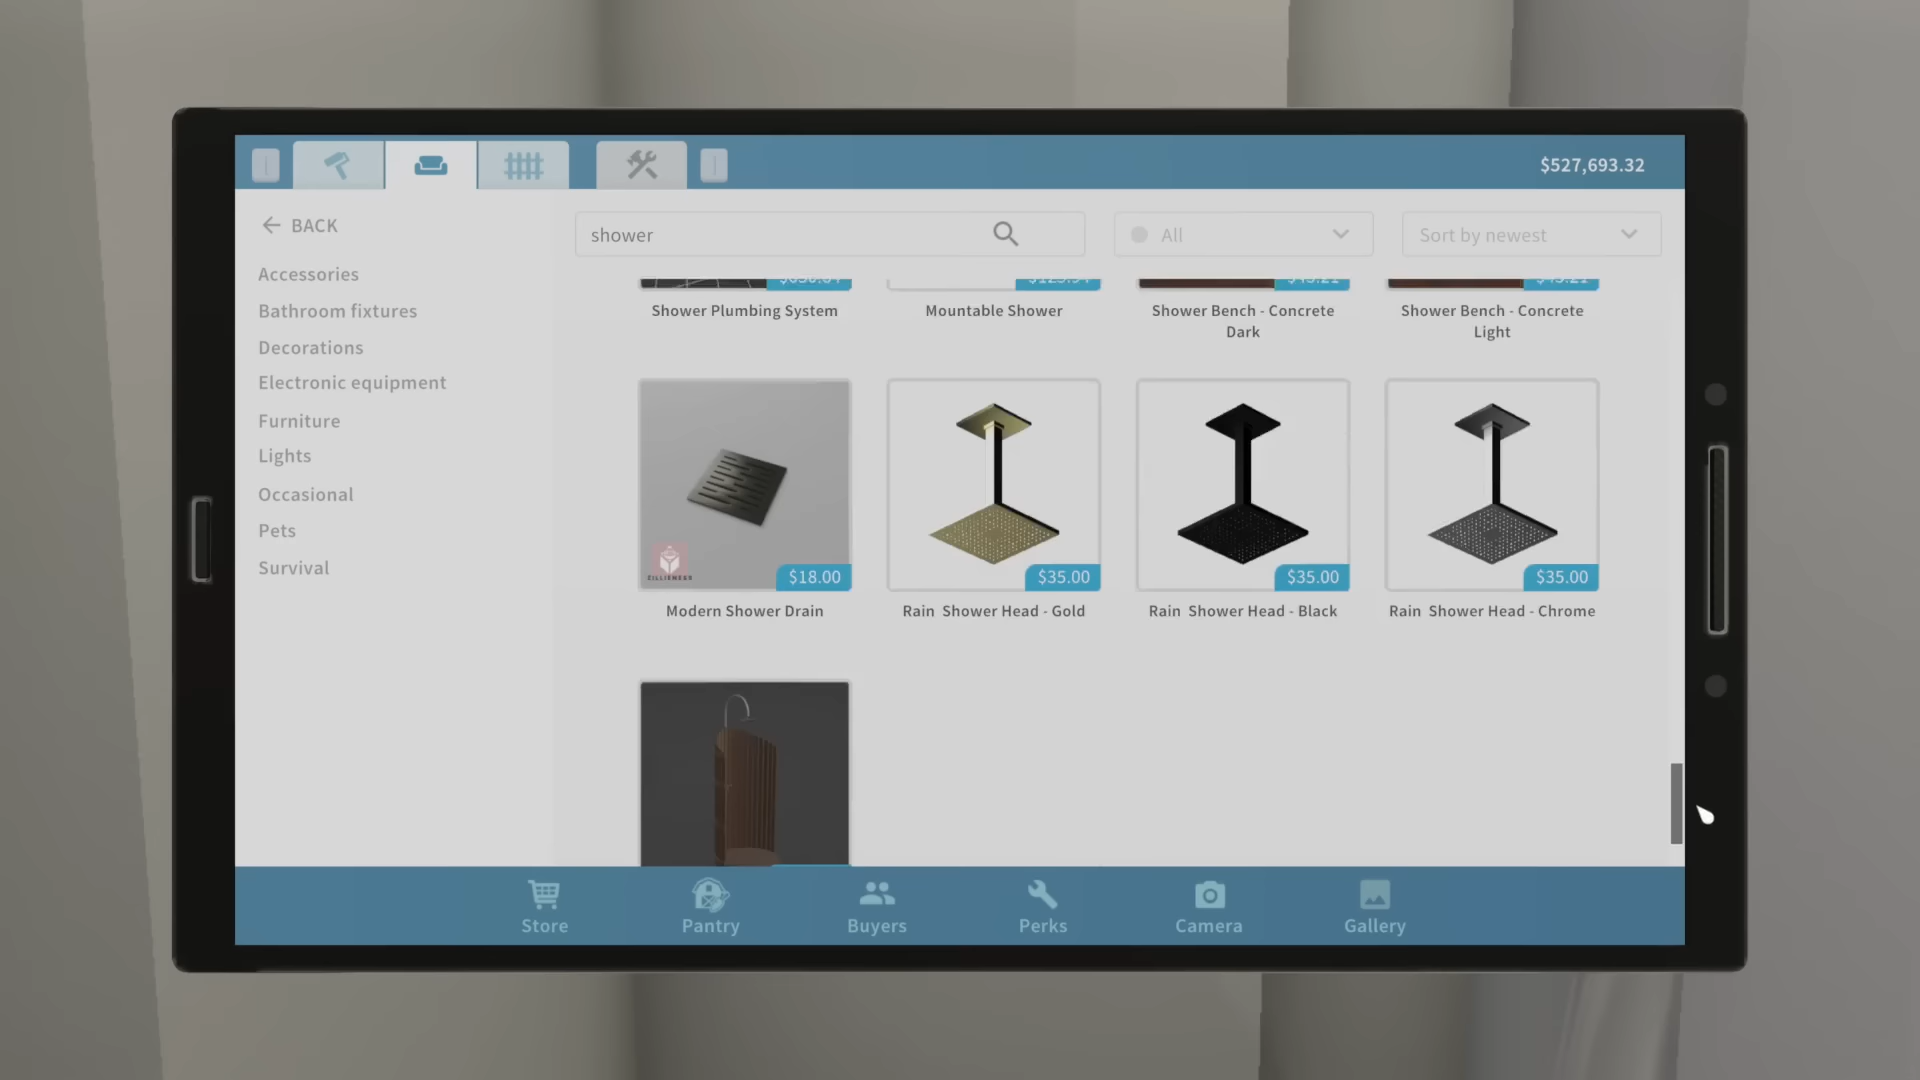 $527,693.32
BACK
shower
All
Sort by newest
Accessories
Bathroom fixtures
Decorations
Electronic equipment
Furniture
Lights
Occasional
Pets
Survival
Shower Plumbing System
Mountable Shower
Shower Bench - Concrete
Dark
Shower Bench - Concrete
Light
$18.00
$35.00
$35.00
$35.00
Modern Shower Drain
Rain Shower Head - Gold
Rain Shower Head - Black
Rain Shower Head - Chrome
Store
Pantry
Buyers
Perks
Camera
Gallery